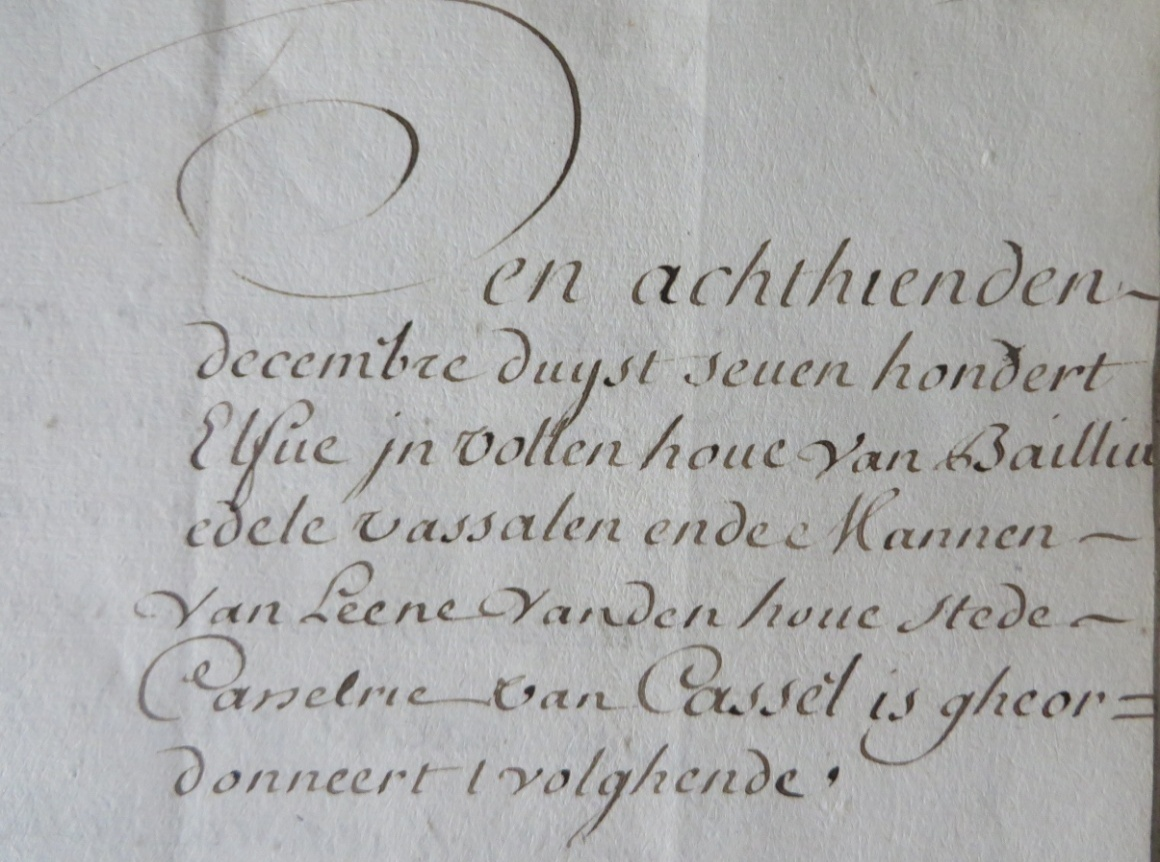 Den achthienden
decembre duyst seuen hondert
Elfue jn vollen houe van Bailliu
edele vassalen ende Mannen
van Leene vanden houe stede
Casselrie van Cassel is gheor=
donneert t volghende.